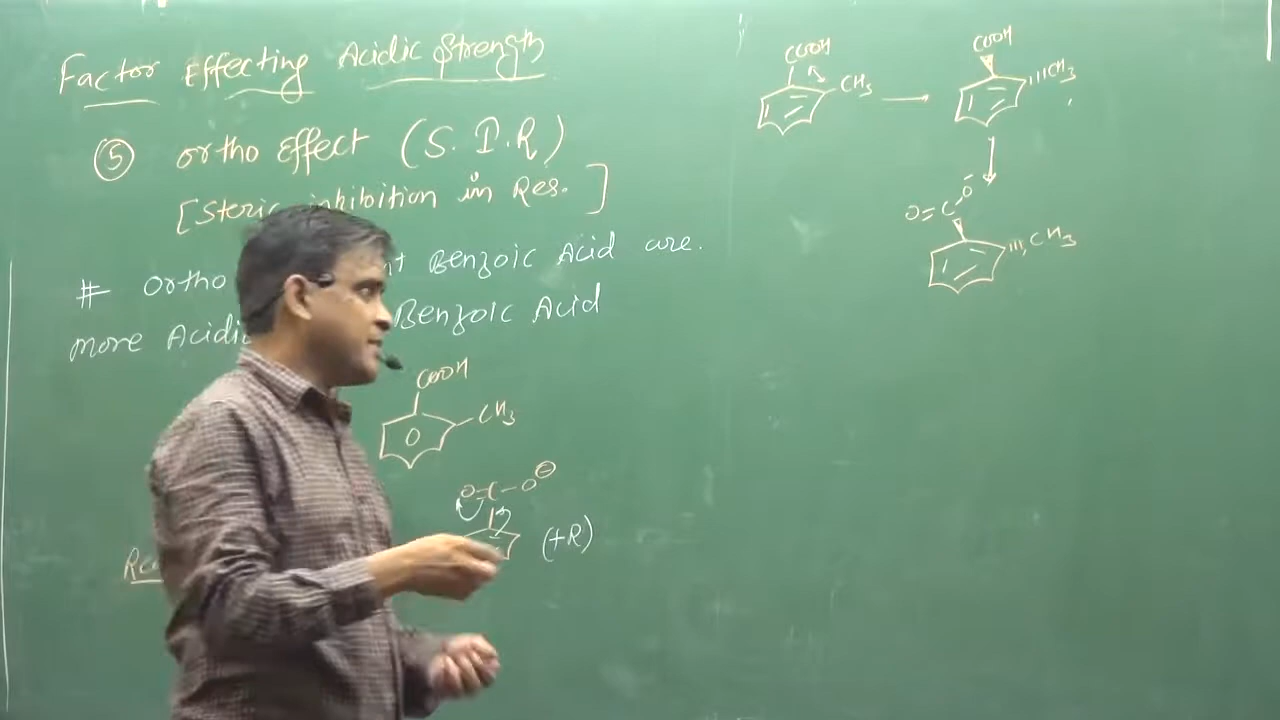 Factor Effecting Acidic Strength
⑤ ortho Effect (S.I.R)
[Steric inhibition in Res.]
# ortho Benzoic Acid are.
more Acidic Benzoic Acid
COOH
CH3
O=C-O⊖
(+R)
COOH
CH3
COOH
CH3
O=C-O-
CH3